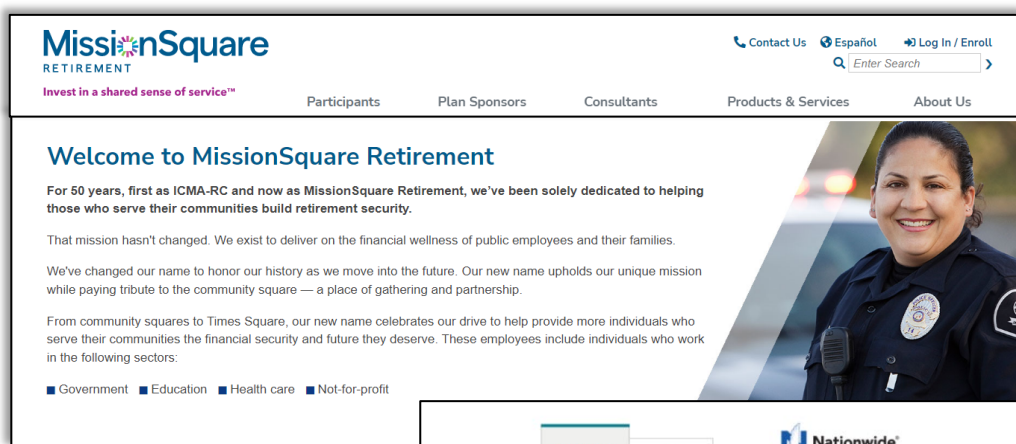 MissionSquare
RETIREMENT
Invest in a shared sense of service™
Contact Us Español Log In / Enroll
Enter Search
Participants Plan Sponsors Consultants Products & Services About Us
Welcome to MissionSquare Retirement
For 50 years, first as ICMA-RC and now as MissionSquare Retirement, we’ve been solely dedicated to helping
those who serve their communities build retirement security.
That mission hasn't changed. We exist to deliver on the financial wellness of public employees and their families.
We've changed our name to honor our history as we move into the future. Our new name upholds our unique mission
while paying tribute to the community square — a place of gathering and partnership.
From community squares to Times Square, our new name celebrates our drive to help provide more individuals who
serve their communities the financial security and future they deserve. These employees include individuals who work
in the following sectors:
Government Education Health care Not-for-profit
Nationwide®